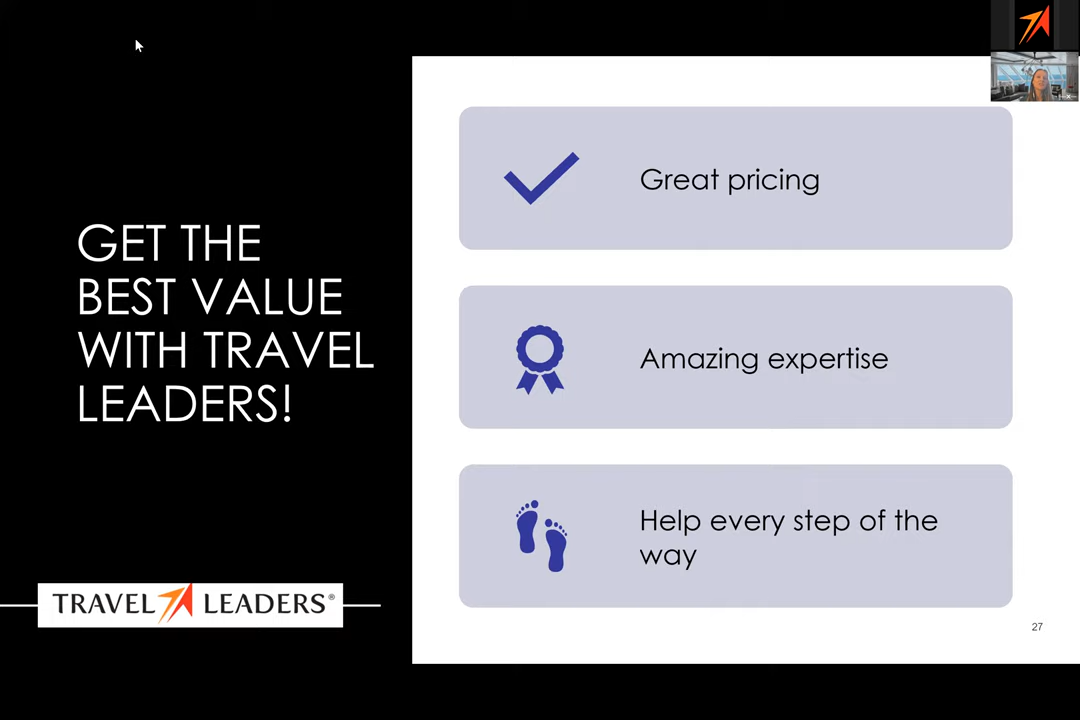 GET THE
BEST VALUE
WITH TRAVEL
LEADERS!
TRAVEL LEADERS®
Great pricing
Amazing expertise
Help every step of the
way
27